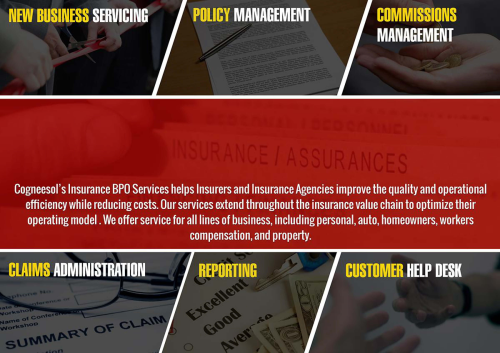 NEW BUSINESS SERVICING
POLICY MANAGEMENT
COMMISSIONS
MANAGEMENT
PERSONNEL
INSURANCE / ASSURANCES
Cogneesol's Insurance BPO Services helps Insurers and Insurance Agencies improve the quality and operational
efficiency while reducing costs. Our services extend throughout the insurance value chain to optimize their
operating model . We offer service for all lines of business, including personal, auto, homeowners, workers
compensation, and property.
CLAIMS ADMINISTRATION
REPORTING
CUSTOMER HELP DESK
Workshop
SUMMARY OF CLAIM
Excellent
Good
Average